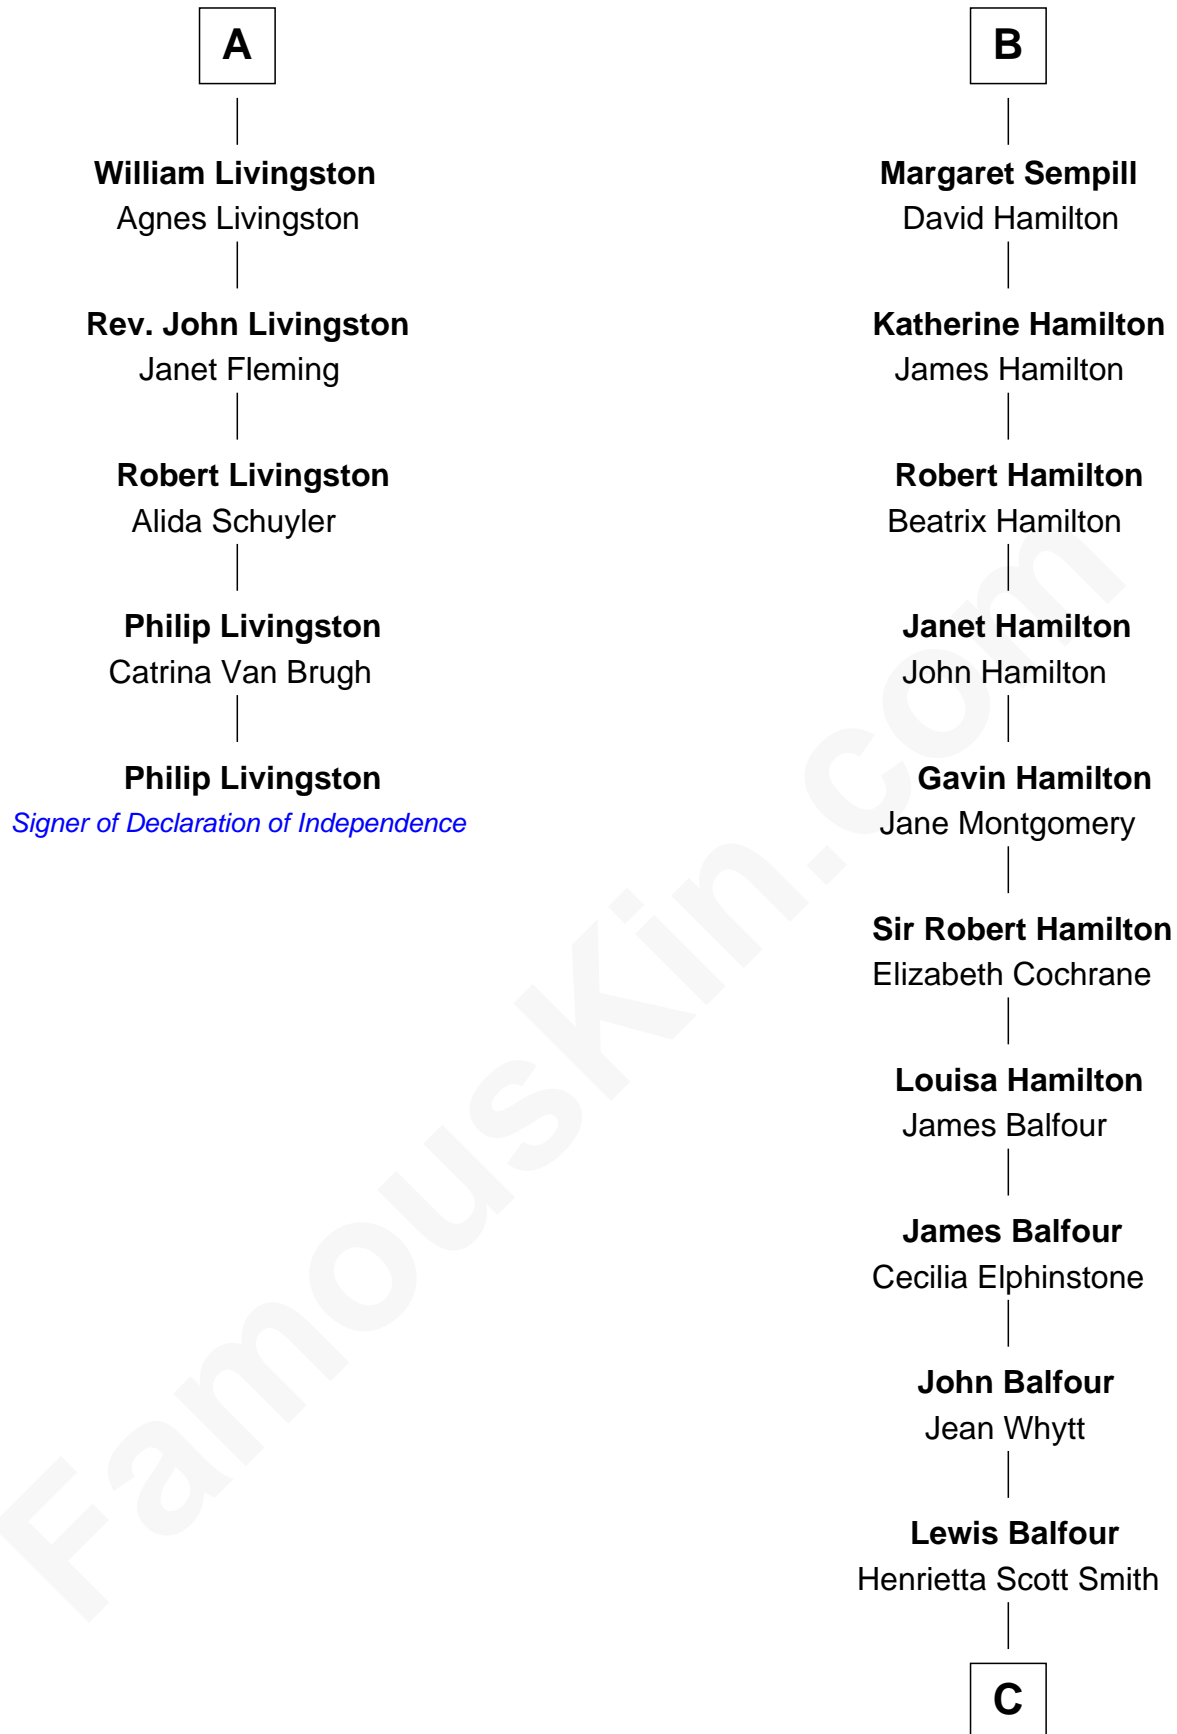 A
William Livingston
Agnes Livingston
Rev. John Livingston
Janet Fleming
Robert Livingston
Alida Schuyler
Philip Livingston
Catrina Van Brugh
Philip Livingston
Signer of Declaration of Independence
B
Margaret Sempill
David Hamilton
Katherine Hamilton
James Hamilton
Robert Hamilton
Beatrix Hamilton
Janet Hamilton
John Hamilton
Gavin Hamilton
Jane Montgomery
Sir Robert Hamilton
Elizabeth Cochrane
Louisa Hamilton
James Balfour
James Balfour
Cecilia Elphinstone
John Balfour
Jean Whytt
Lewis Balfour
Henrietta Scott Smith
C
FamousKin.com